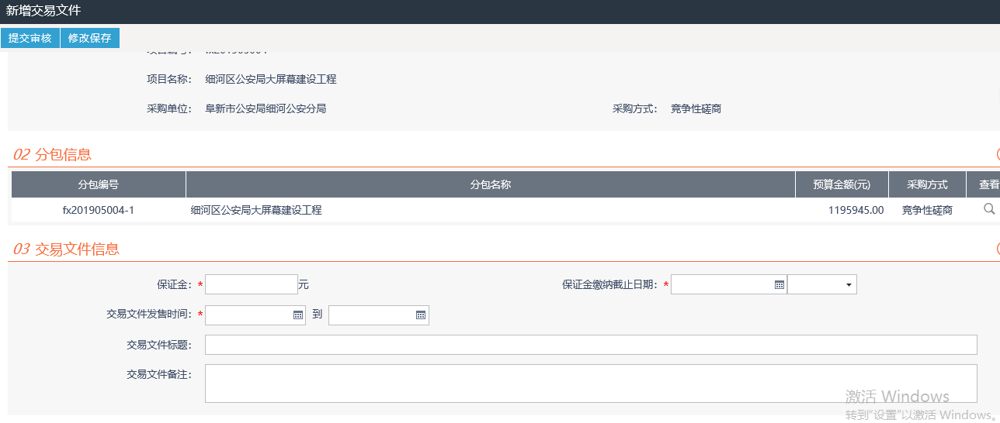 新增交易文件
提交审核 修改保存
项目名称： 细河区公安局大屏幕建设工程
采购单位： 阜新市公安局细河公安分局 采购方式： 竞争性磋商
02 分包信息
分包编号 分包名称 预算金额(元) 采购方式 查看
fx201905004-1 细河区公安局大屏幕建设工程 1195945.00 竞争性磋商
03 交易文件信息
保证金： * 元 保证金缴纳截止日期： *
交易文件发售时间： * 到
交易文件标题：
交易文件备注：
激活 Windows
转到"设置"以激活 Windows。